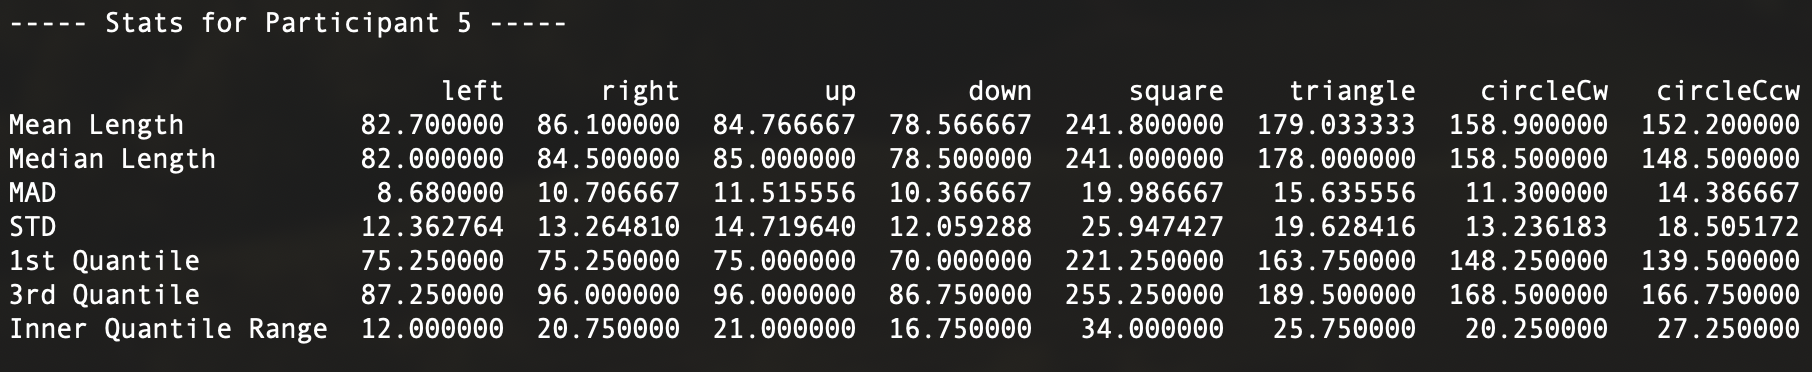 ----- Stats for Participant 5 -----
left right up down square triangle circleCw circleCcw
Mean Length 82.700000 86.100000 84.766667 78.566667 241.800000 179.033333 158.900000 152.200000
Median Length 82.000000 84.500000 85.000000 78.500000 241.000000 178.000000 158.500000 148.500000
MAD 8.680000 10.706667 11.515556 10.366667 19.986667 15.635556 11.300000 14.386667
STD 12.362764 13.264810 14.719640 12.059288 25.947427 19.628416 13.236183 18.505172
1st Quantile 75.250000 75.250000 75.000000 70.000000 221.250000 163.750000 148.250000 139.500000
3rd Quantile 87.250000 96.000000 96.000000 86.750000 255.250000 189.500000 168.500000 166.750000
Inner Quantile Range 12.000000 20.750000 21.000000 16.750000 34.000000 25.750000 20.250000 27.250000